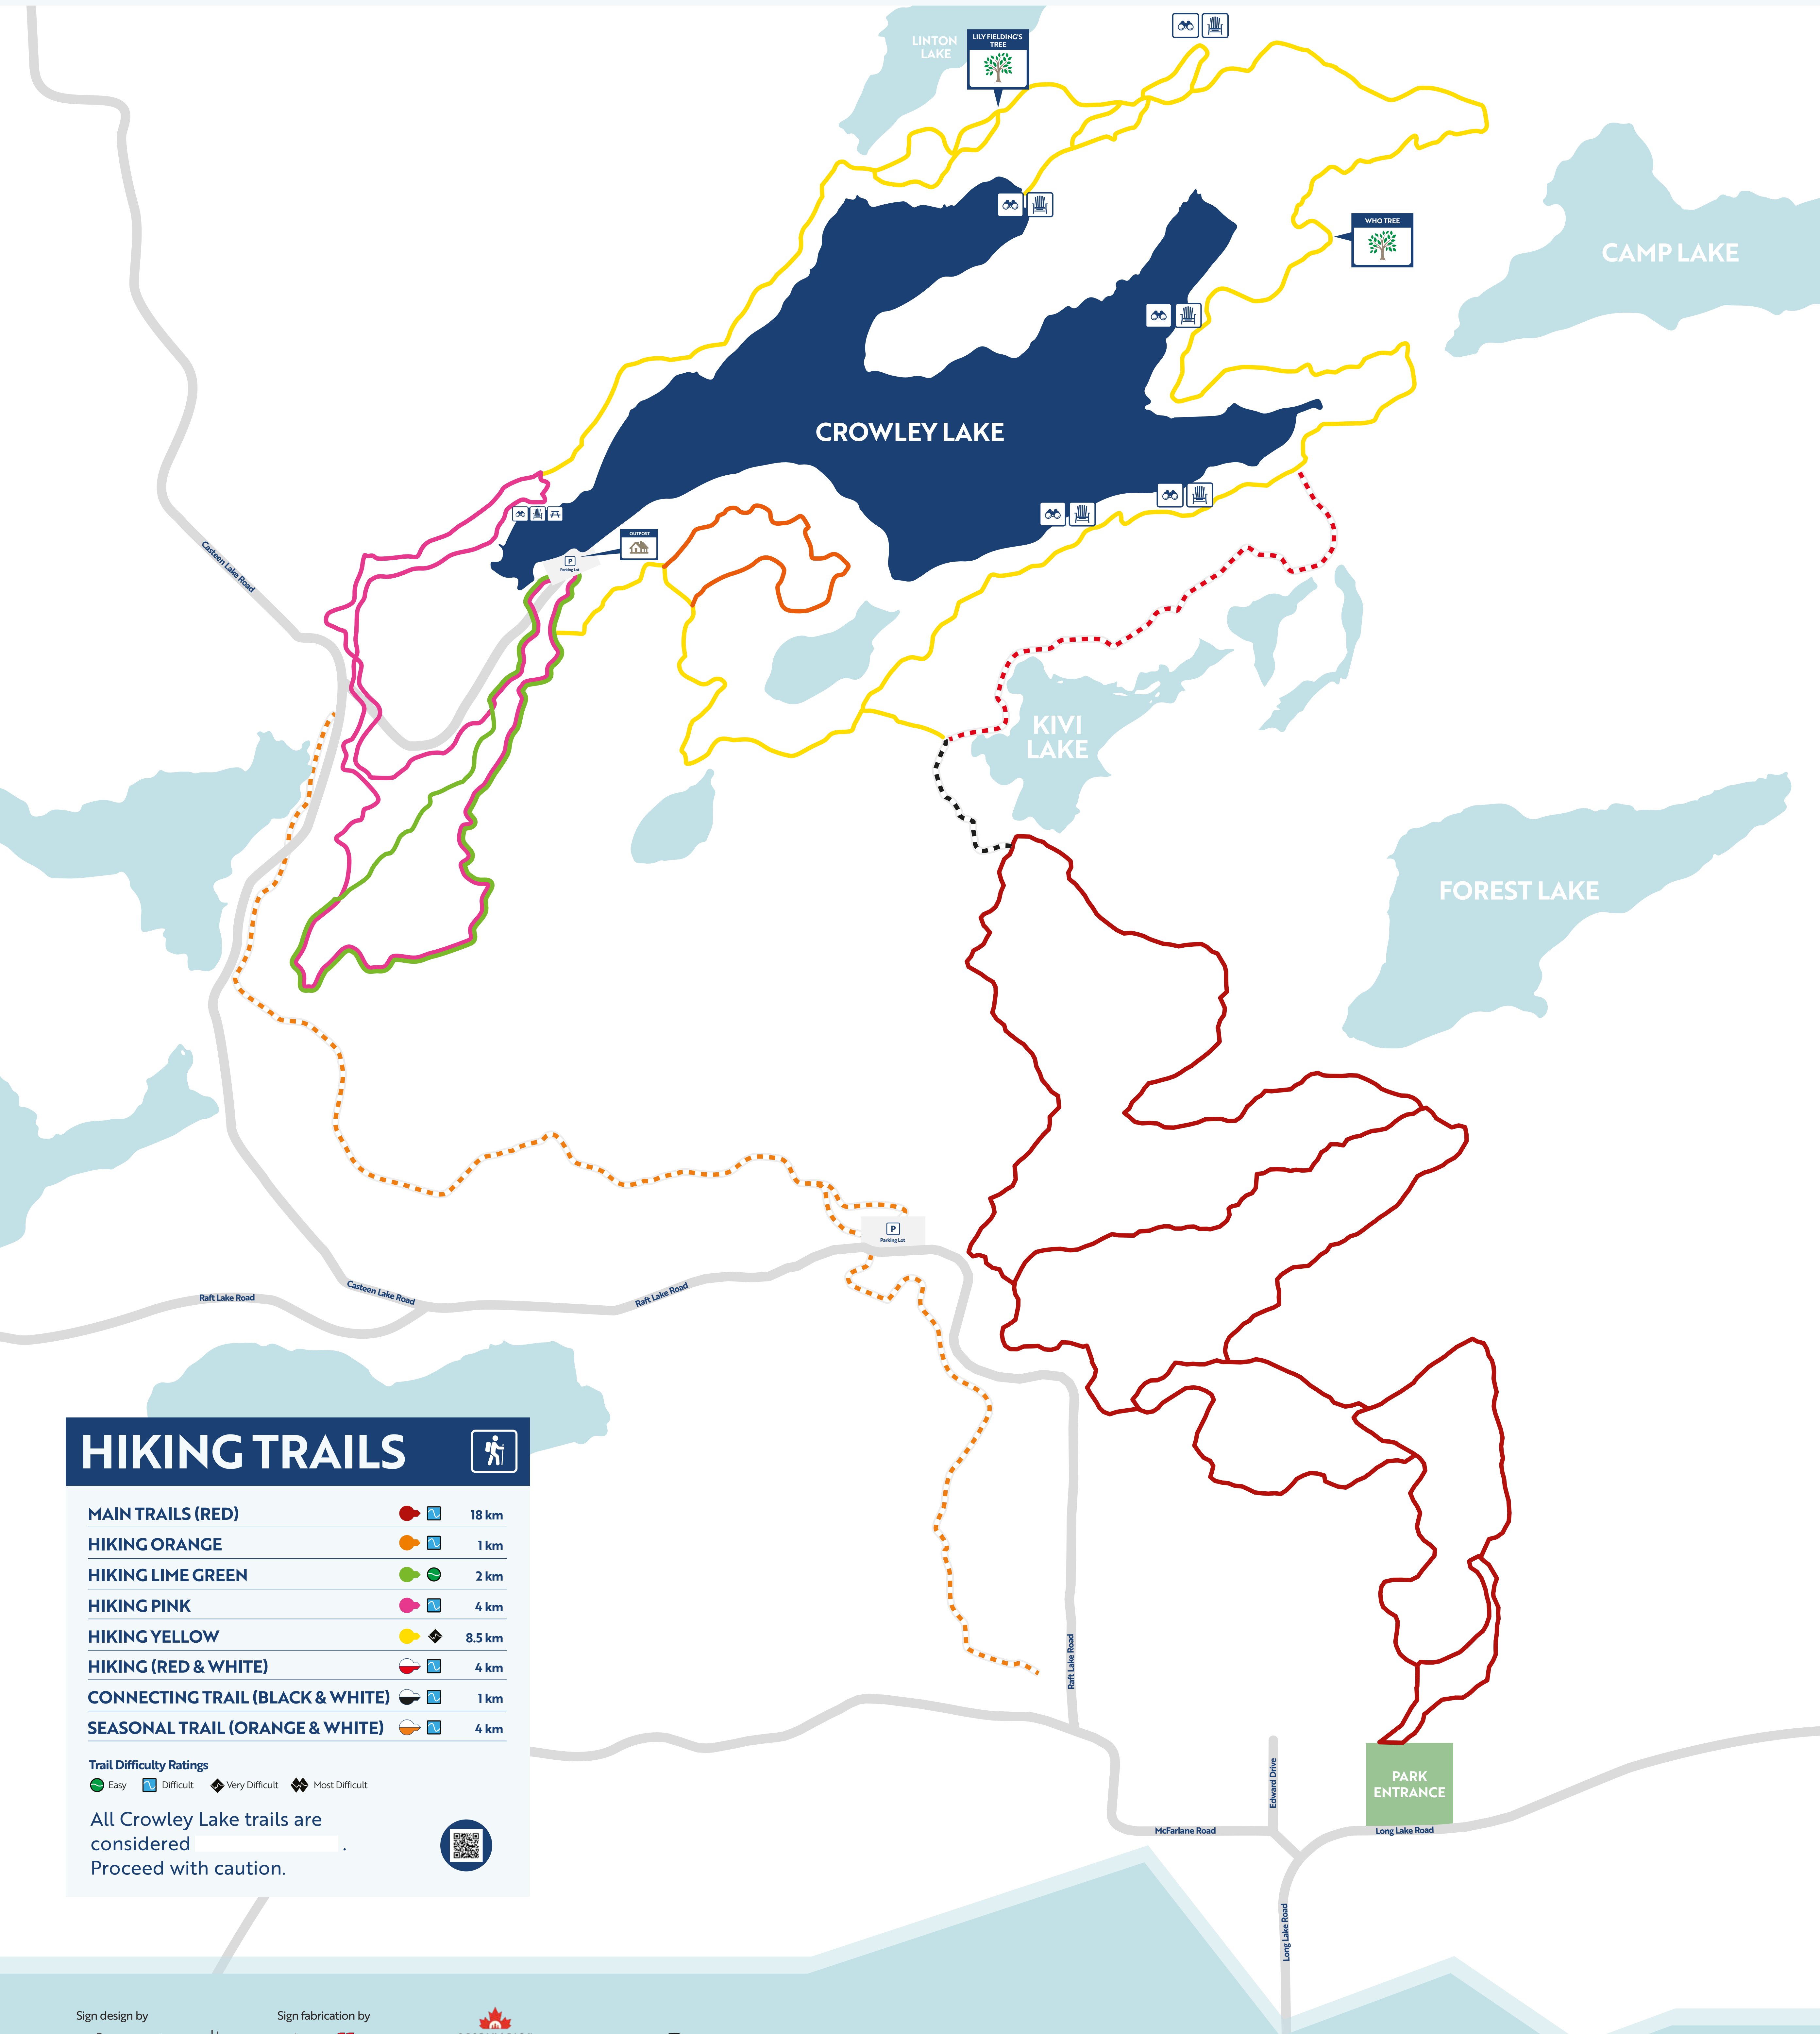 LINTON
LAKE
LILY FIELDING'S
TREE
CAMP LAKE
WHO TREE
CROWLEY LAKE
OUTPOST
P
Parking Lot
Casteen Lake Road
KIVI
LAKE
FOREST LAKE
P
Parking Lot
Raft Lake Road
Casteen Lake Road
Raft Lake Road
Raft Lake Road
Edward Drive
PARK
ENTRANCE
McFarlane Road
Long Lake Road
Long Lake Road
HIKING TRAILS
MAIN TRAILS (RED) 18 km
HIKING ORANGE 1 km
HIKING LIME GREEN 2 km
HIKING PINK 4 km
HIKING YELLOW 8.5 km
HIKING (RED & WHITE) 4 km
CONNECTING TRAIL (BLACK & WHITE) 1 km
SEASONAL TRAIL (ORANGE & WHITE) 4 km
Trail Difficulty Ratings
Easy Difficult Very Difficult Most Difficult
All Crowley Lake trails are
considered .
Proceed with caution.
Sign design by
Sign fabrication by